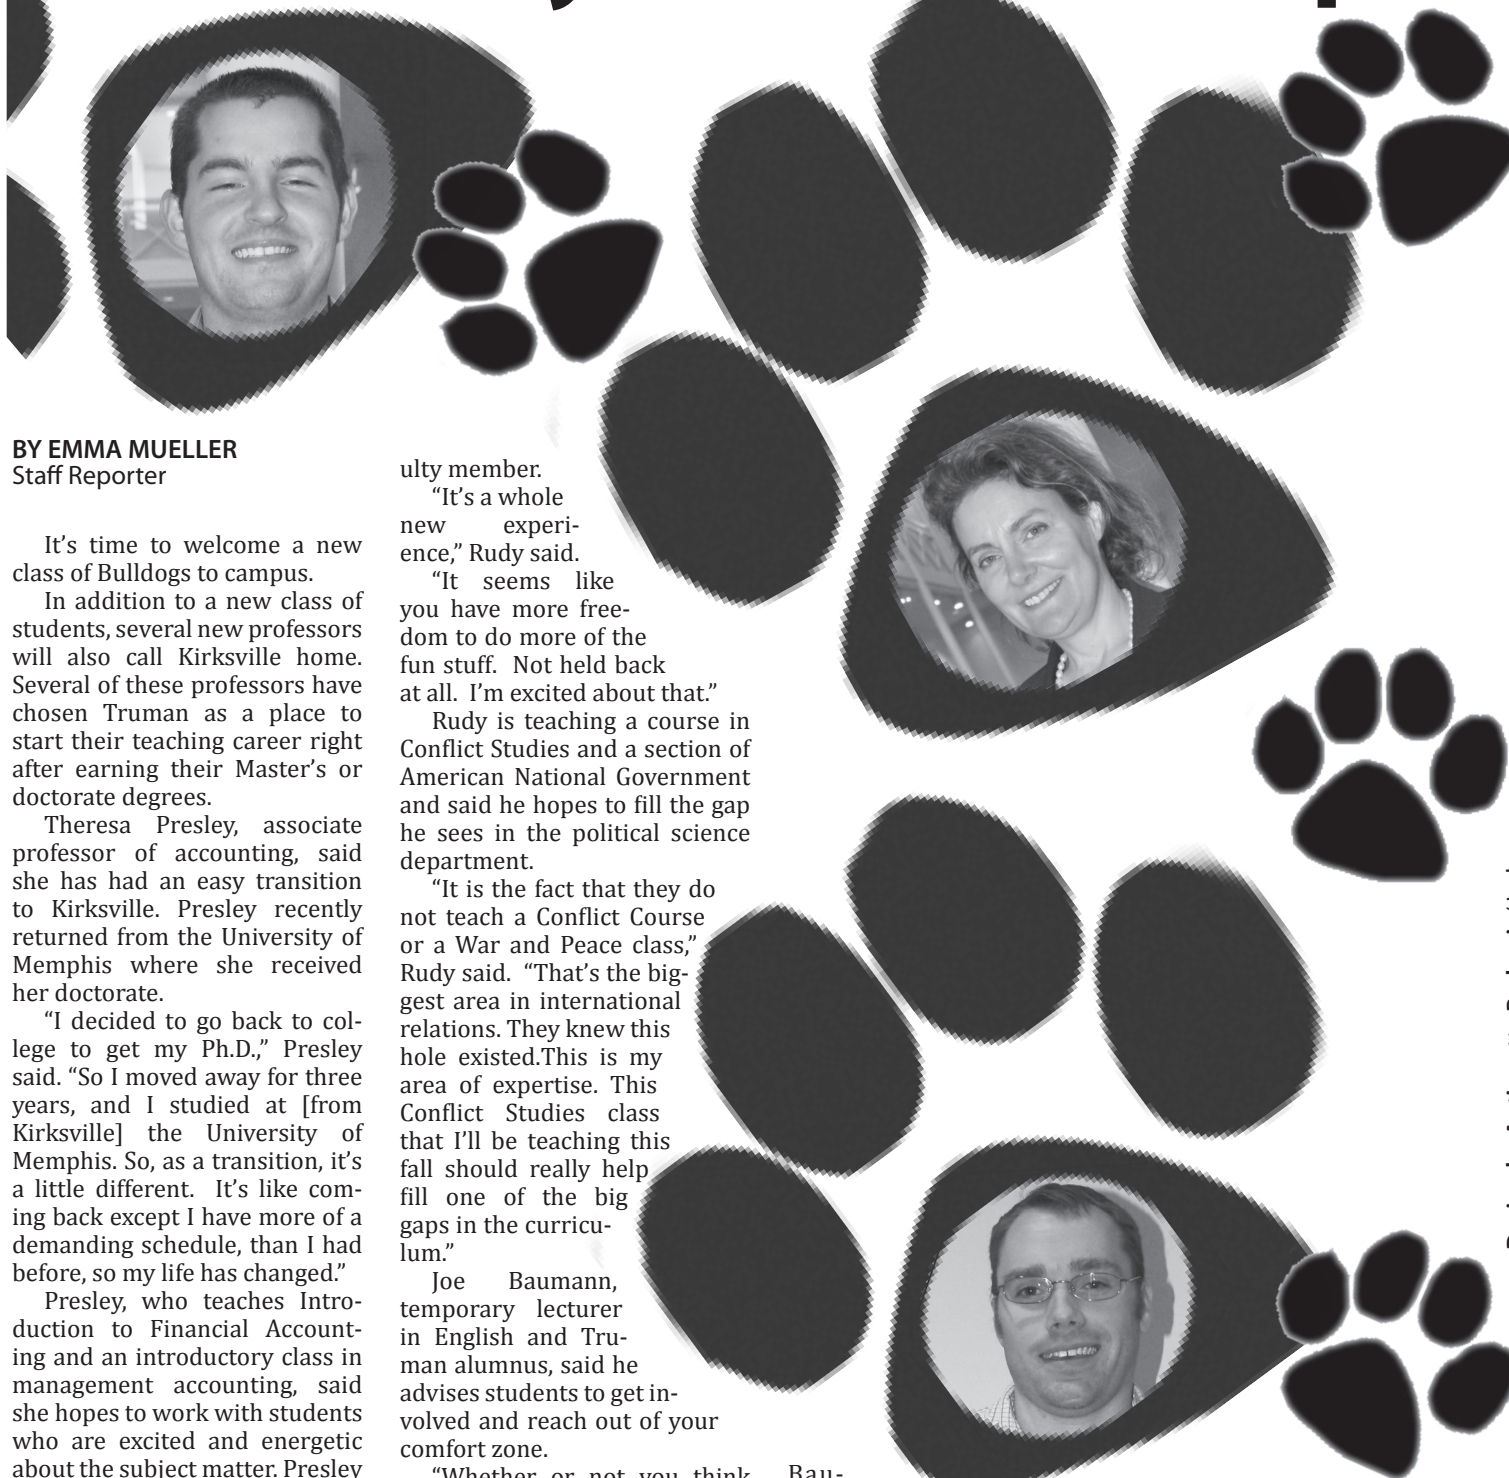 BY EMMA MUELLER
Staff Reporter
It’s time to welcome a new
class of Bulldogs to campus.
In addition to a new class of
students, several new professors
will also call Kirksville home.
Several of these professors have
chosen Truman as a place to
start their teaching career right
after earning their Master’s or
doctorate degrees.
Theresa Presley, associate
professor of accounting, said
she has had an easy transition
to Kirksville. Presley recently
returned from the University of
Memphis where she received
her doctorate.
“I decided to go back to col-
lege to get my Ph.D.,” Presley
said. “So I moved away for three
years, and I studied at [from
Kirksville] the University of
Memphis. So, as a transition, it’s
a little different.  It’s like com-
ing back except I have more of a
demanding schedule, than I had
before, so my life has changed.”
Presley, who teaches Intro-
duction to Financial Account-
ing and an introductory class in
management accounting, said
she hopes to work with students
who are excited and energetic
about the subject matter. Presley
ulty member.
“It’s a whole
new experi-
ence,” Rudy said.
“It seems like
you have more free-
dom to do more of the
fun stuff.  Not held back
at all.  I’m excited about that.”
Rudy is teaching a course in
Conflict Studies and a section of
American National Government
and said he hopes to fill the gap
he sees in the political science
department.
“It is the fact that they do
not teach a Conflict Course
or a War and Peace class,”
Rudy said.  “That’s the big-
gest area in international
relations. They knew this
hole existed.This is my
area of expertise. This
Conflict Studies class
that I’ll be teaching this
fall should really help
fill one of the big
gaps in the curricu-
lum.”
Joe Baumann,
temporary lecturer
in English and Tru-
man alumnus, said he
advises students to get in-
volved and reach out of your
comfort zone.
“Whether or not you think
Bau-